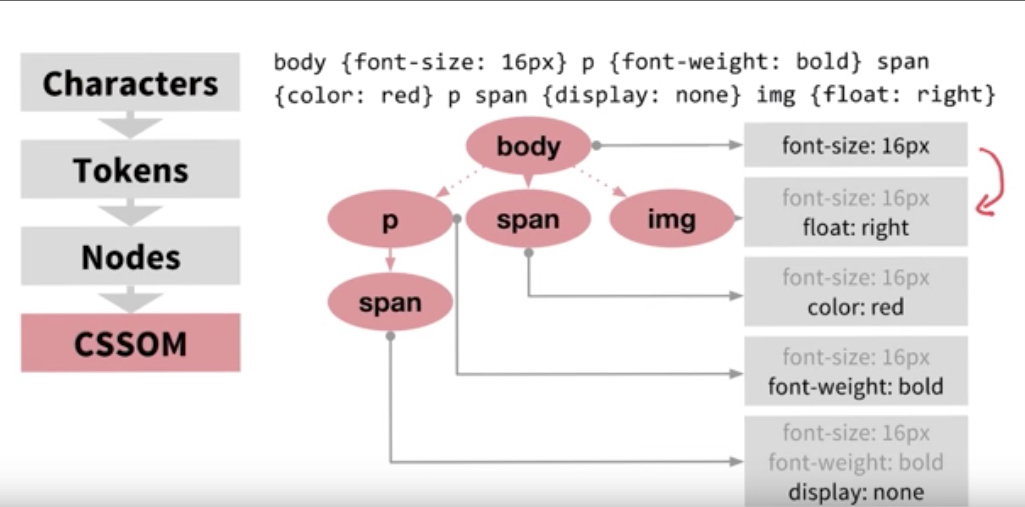 body {font-size: 16px} p {font-weight: bold} span
{color: red} p span {display: none} img {float: right}
Characters
Tokens
Nodes
CSSOM
body
p
span
img
span
font-size: 16px
font-size: 16px
float: right
font-size: 16px
color: red
font-size: 16px
font-weight: bold
font-size: 16px
font-weight: bold
display: none